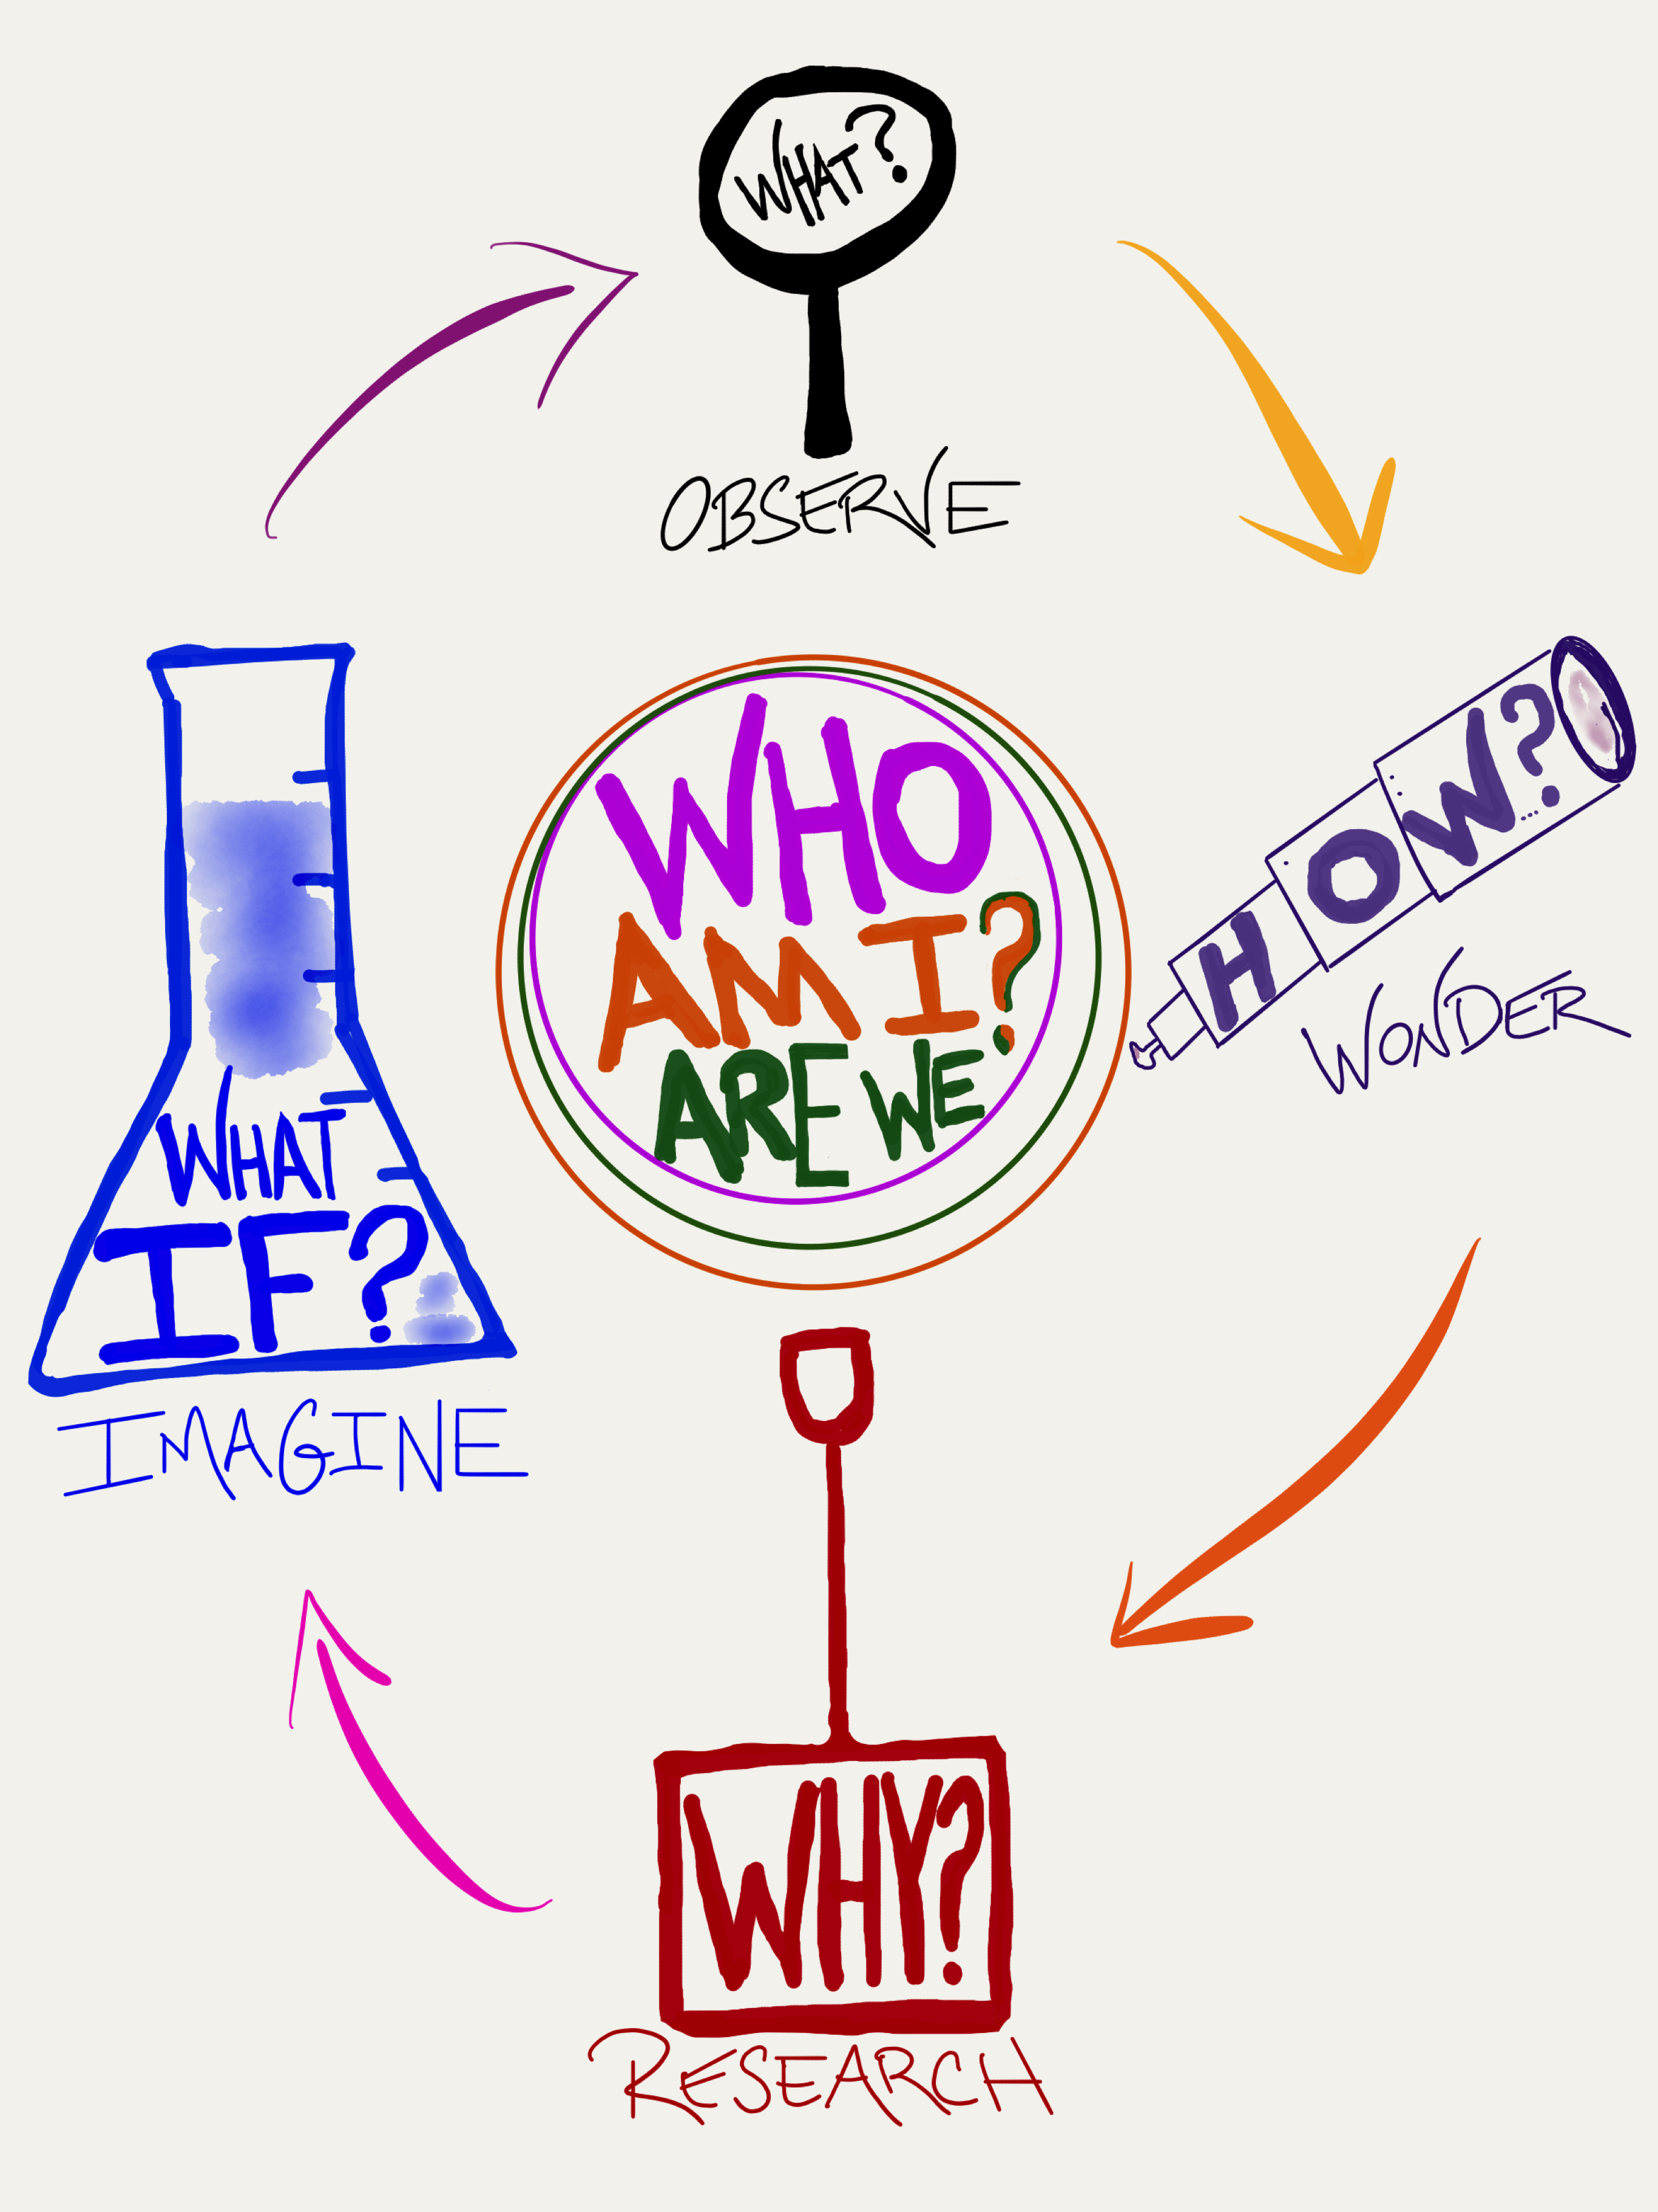 WHAT?
OBSERVE
HOW?
WONDER
WHO
AM I?
ARE WE
WHAT
IF?
IMAGINE
WHY?
RESEARCH